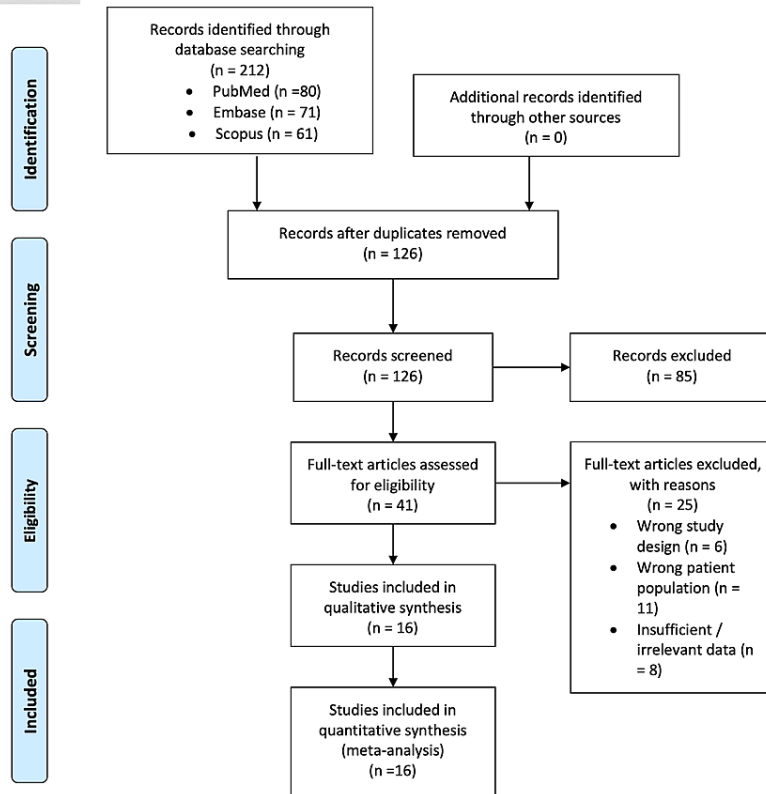 Identification
Records identified through
database searching
(n = 212)
• PubMed (n =80)
• Embase (n = 71)
• Scopus (n = 61)
Additional records identified
through other sources
(n = 0)
Records after duplicates removed
(n = 126)
Screening
Records screened
(n = 126)
Records excluded
(n = 85)
Eligibility
Full-text articles assessed
for eligibility
(n = 41)
Full-text articles excluded,
with reasons
(n = 25)
• Wrong study
design (n = 6)
• Wrong patient
population (n =
11)
• Insufficient /
irrelevant data (n
= 8)
Studies included in
qualitative synthesis
(n = 16)
Included
Studies included in
quantitative synthesis
(meta-analysis)
(n =16)